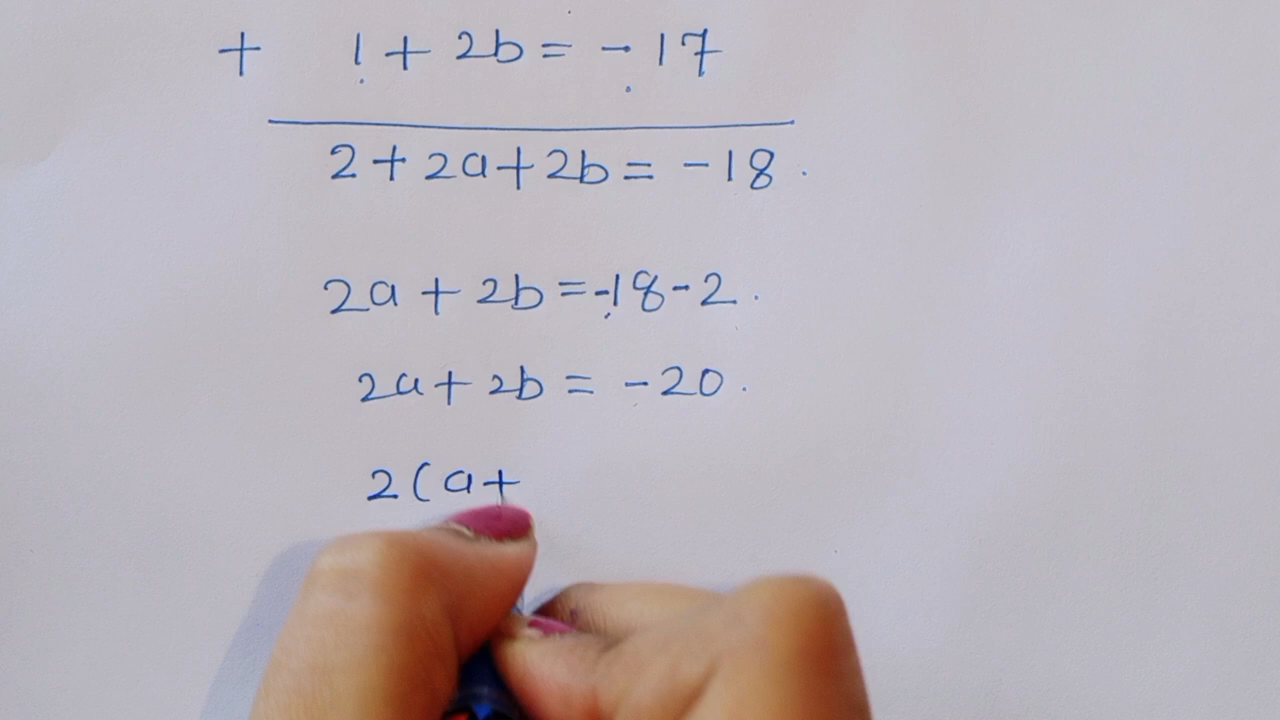 + 1 + 2b = -17
2 + 2a + 2b = -18.
2a + 2b = -18-2.
2a + 2b = -20.
2(a+